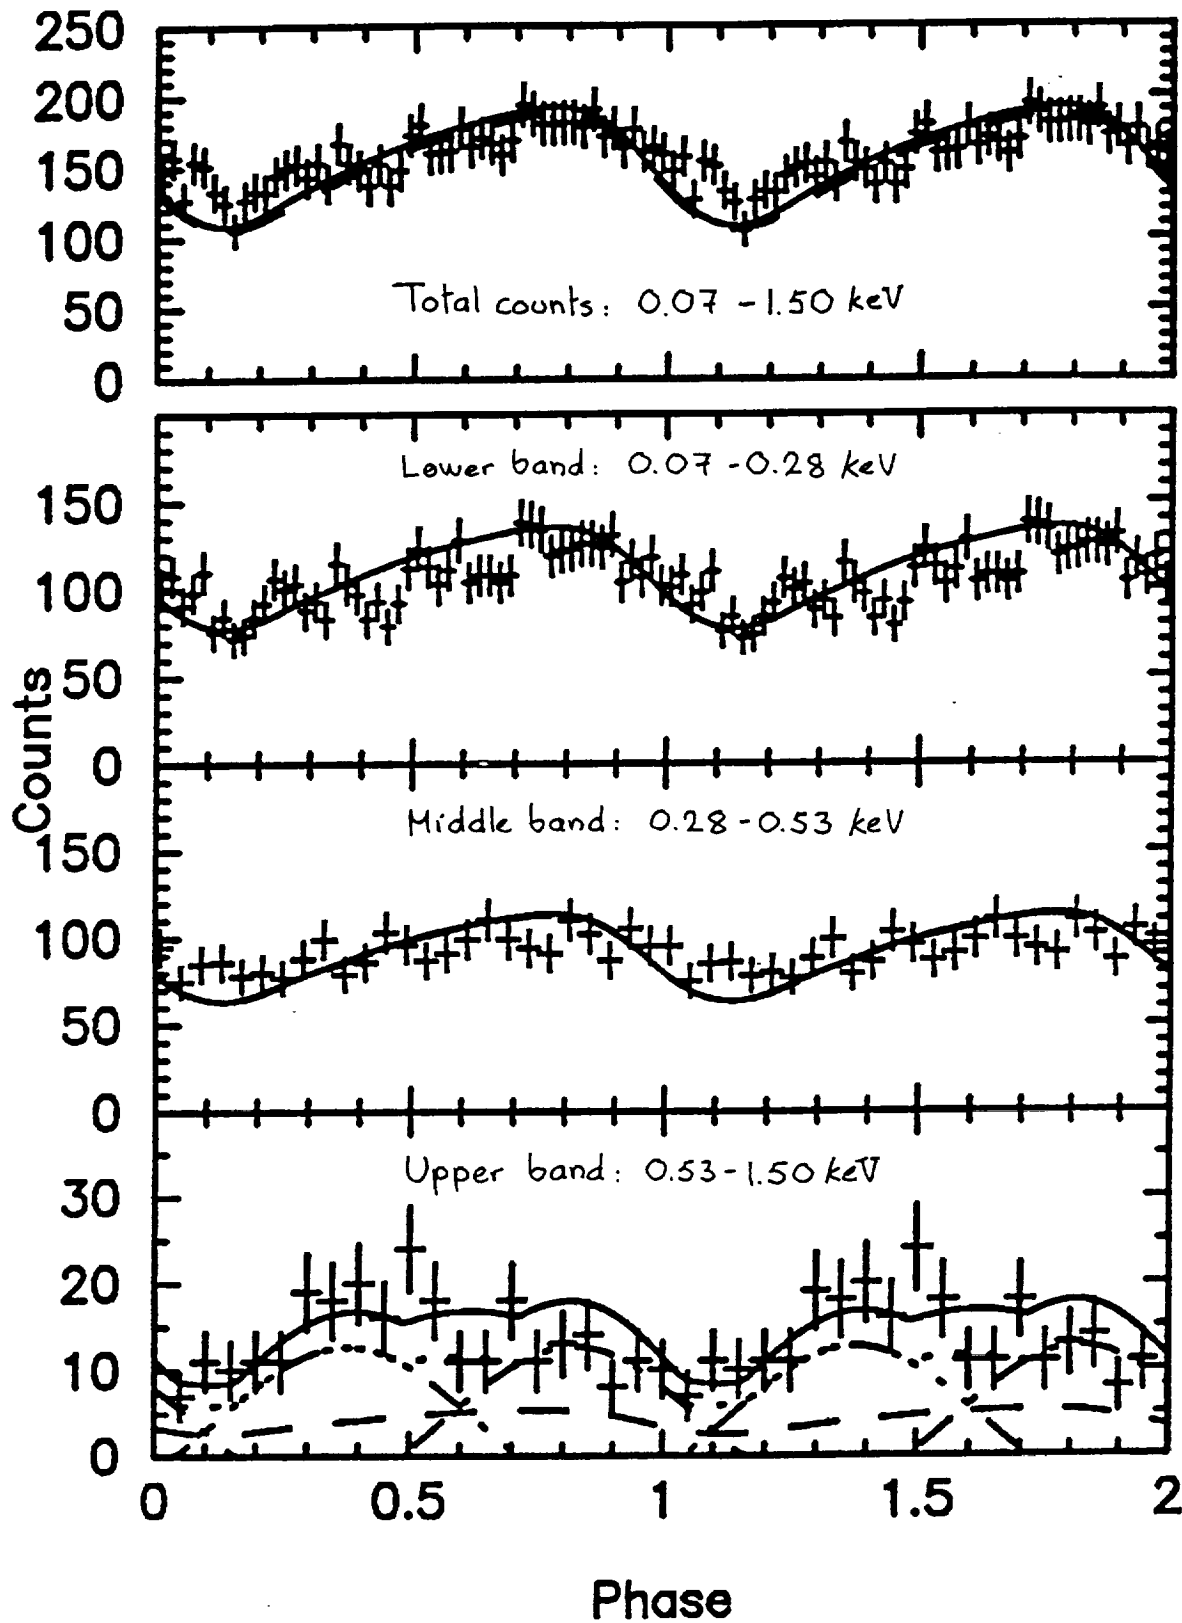 250
200
150
100
50
0
Total counts: 0.07 - 1.50 keV
Lower band: 0.07 - 0.28 keV
150
100
50
0
Counts
Middle band: 0.28 - 0.53 keV
150
100
50
0
Upper band: 0.53 - 1.50 keV
30
20
10
0
0 0.5 1 1.5 2
Phase